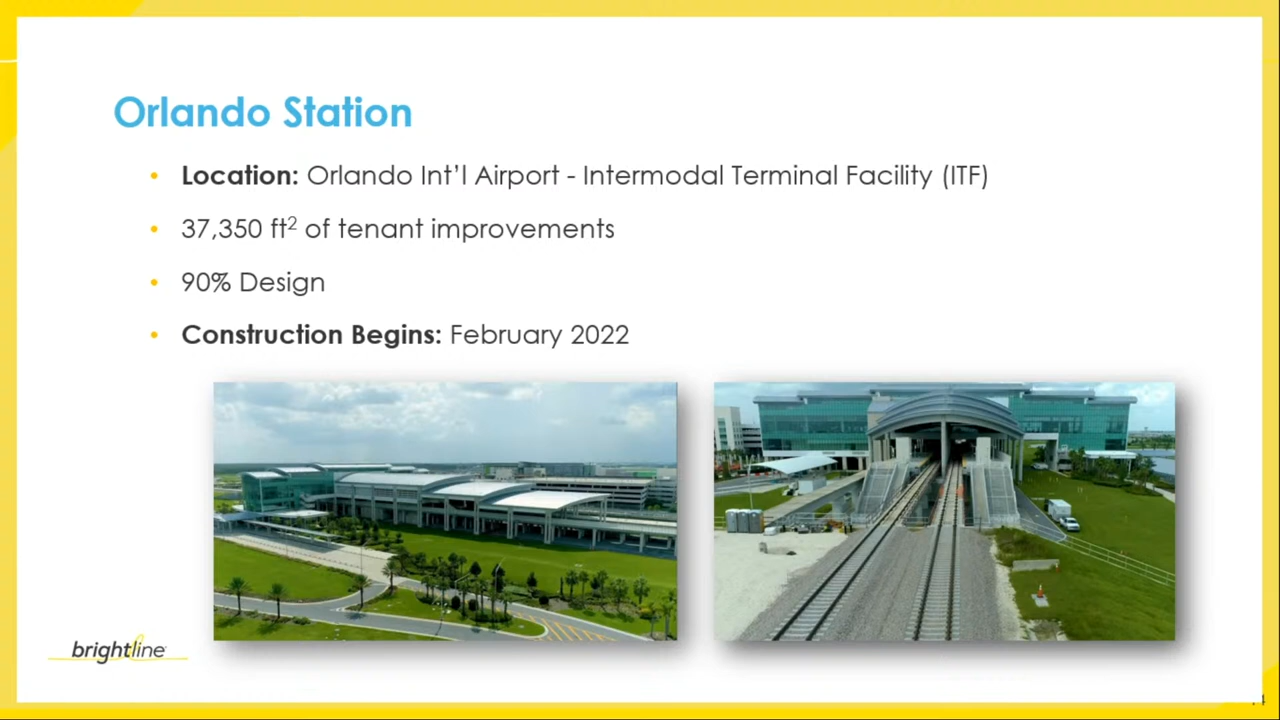 Orlando Station
• Location: Orlando Int’l Airport - Intermodal Terminal Facility (ITF)
• 37,350 ft² of tenant improvements
• 90% Design
• Construction Begins: February 2022
brightline